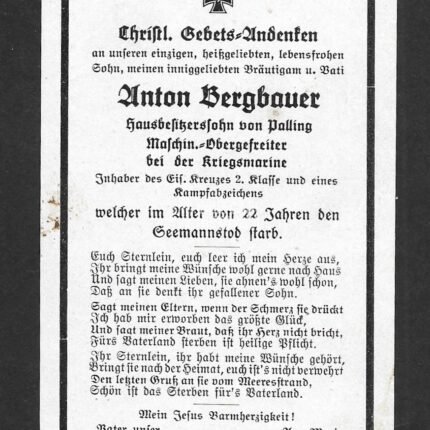 Christl. Gebets-Andenken
an unseren einzigen, heißgeliebten, lebensfrohen
Sohn, meinen inniggeliebten Bräutigam u. Vati
Anton Bergbauer
Hausbesitzerssohn von Palling
Maschin.-Obergefreiter
bei der Kriegsmarine
Inhaber des Eis. Kreuzes 2. Klasse und eines
Kampfabzeichens
welcher im Alter von 22 Jahren den
Seemannstod starb.
Euch Sternlein, euch leer ich mein Herze aus,
Ihr bringt meine Wünsche wohl gerne nach Haus
Und sagt meinen Lieben, sie ahnen's wohl schon,
Daß an sie denkt ihr gefallener Sohn.
Sagt meinen Eltern, wenn der Schmerz sie drückt
Ich hab mir erworben das größte Glück,
Und sagt meiner Braut, daß ihr Herz nicht bricht,
Fürs Vaterland sterben ist heilige Pflicht.
Ihr Sternlein, ihr habt meine Wünsche gehört,
Bringt sie nach der Heimat, euch ist's nicht verwehrt
Den letzten Gruß an sie vom Meeresstrand,
Schön ist das Sterben für's Vaterland.
Mein Jesus Barmherzigkeit!
Vater unser